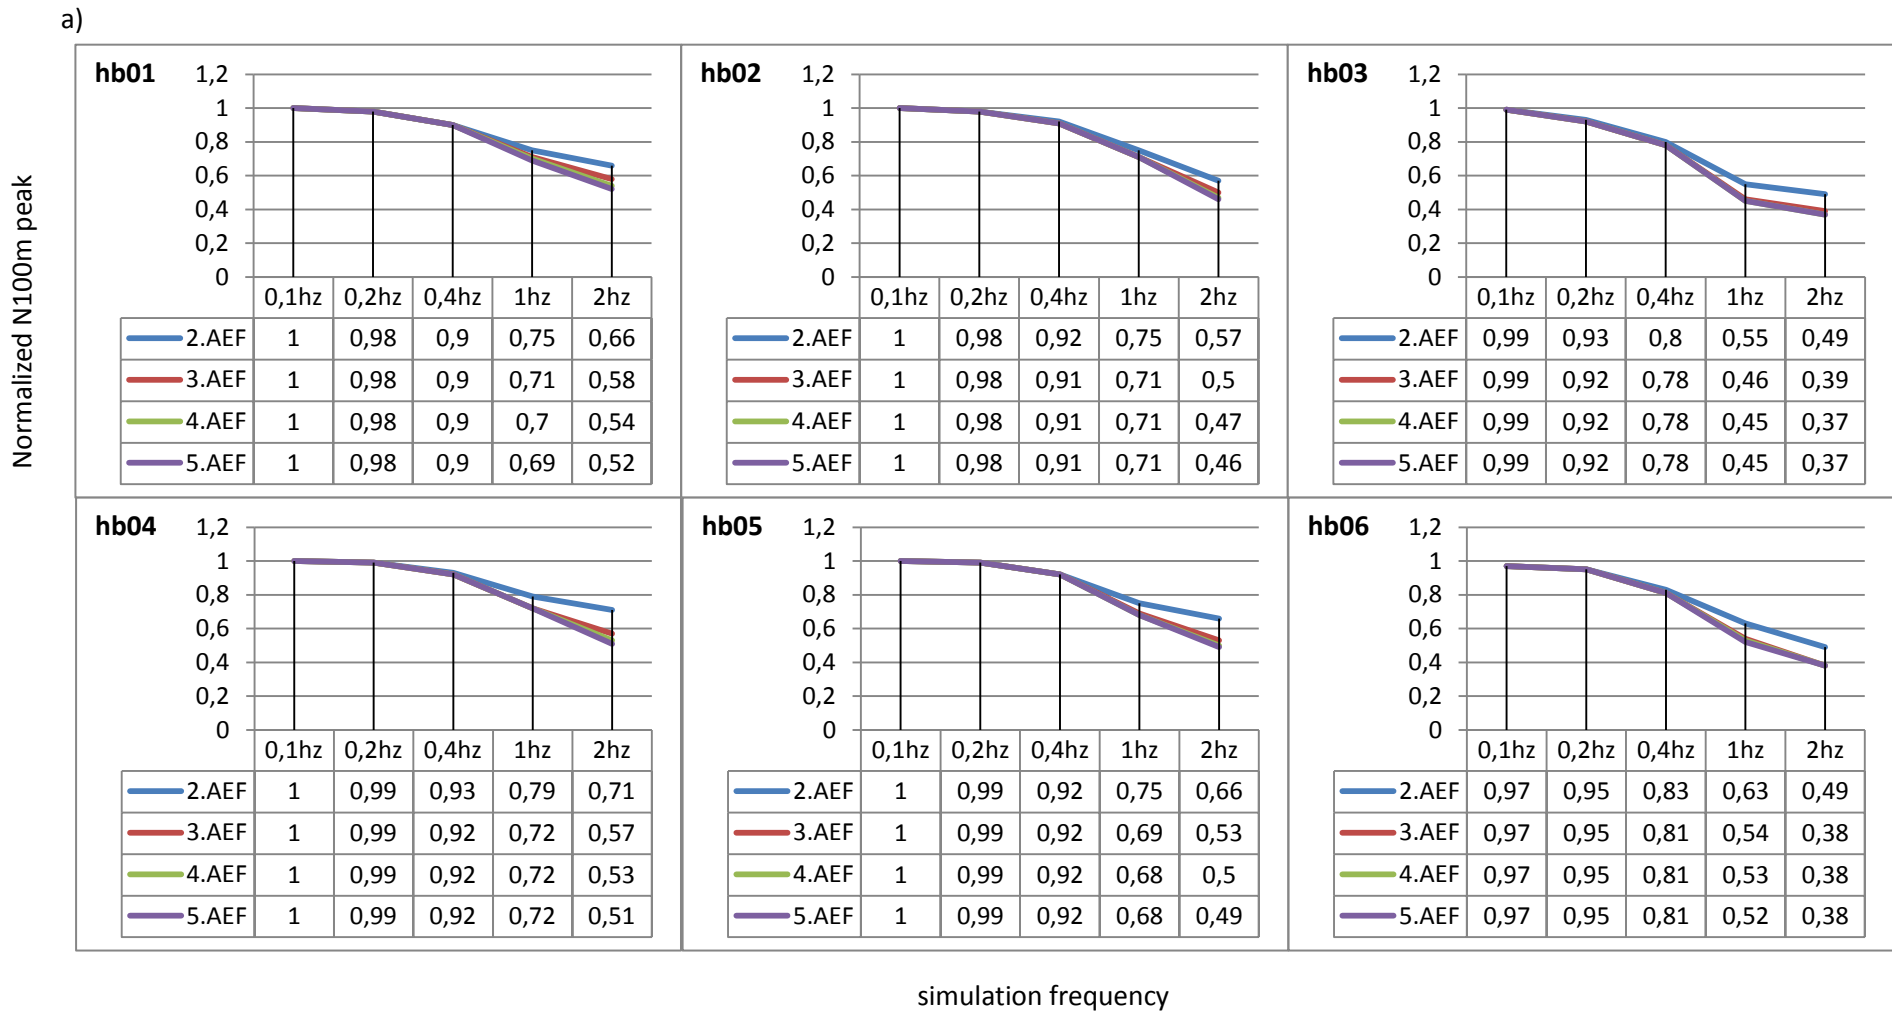 a)
Normalized N100m peak
hb01
1,2
1
0,8
0,6
0,4
0,2
0
0,1hz 0,2hz 0,4hz 1hz 2hz
2.AEF 1 0,98 0,9 0,75 0,66
3.AEF 1 0,98 0,9 0,71 0,58
4.AEF 1 0,98 0,9 0,7 0,54
5.AEF 1 0,98 0,9 0,69 0,52
hb02
1,2
1
0,8
0,6
0,4
0,2
0
0,1hz 0,2hz 0,4hz 1hz 2hz
2.AEF 1 0,98 0,92 0,75 0,57
3.AEF 1 0,98 0,91 0,71 0,5
4.AEF 1 0,98 0,91 0,71 0,47
5.AEF 1 0,98 0,91 0,71 0,46
hb03
1,2
1
0,8
0,6
0,4
0,2
0
0,1hz 0,2hz 0,4hz 1hz 2hz
2.AEF 0,99 0,93 0,8 0,55 0,49
3.AEF 0,99 0,92 0,78 0,46 0,39
4.AEF 0,99 0,92 0,78 0,45 0,37
5.AEF 0,99 0,92 0,78 0,45 0,37
hb04
1,2
1
0,8
0,6
0,4
0,2
0
0,1hz 0,2hz 0,4hz 1hz 2hz
2.AEF 1 0,99 0,93 0,79 0,71
3.AEF 1 0,99 0,92 0,72 0,57
4.AEF 1 0,99 0,92 0,72 0,53
5.AEF 1 0,99 0,92 0,72 0,51
hb05
1,2
1
0,8
0,6
0,4
0,2
0
0,1hz 0,2hz 0,4hz 1hz 2hz
2.AEF 1 0,99 0,92 0,75 0,66
3.AEF 1 0,99 0,92 0,69 0,53
4.AEF 1 0,99 0,92 0,68 0,5
5.AEF 1 0,99 0,92 0,68 0,49
hb06
1,2
1
0,8
0,6
0,4
0,2
0
0,1hz 0,2hz 0,4hz 1hz 2hz
2.AEF 0,97 0,95 0,83 0,63 0,49
3.AEF 0,97 0,95 0,81 0,54 0,38
4.AEF 0,97 0,95 0,81 0,53 0,38
5.AEF 0,97 0,95 0,81 0,52 0,38
simulation frequency